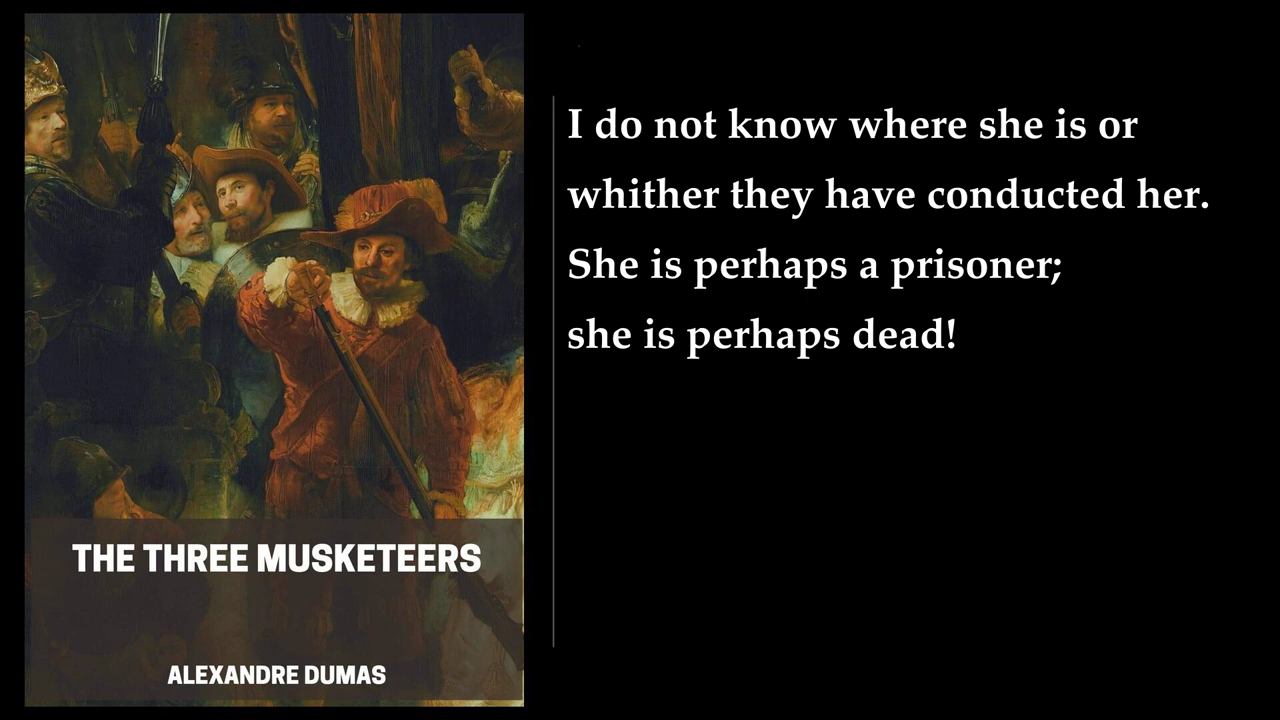 THE THREE MUSKETEERS
ALEXANDRE DUMAS
I do not know where she is or
whither they have conducted her.
She is perhaps a prisoner;
she is perhaps dead!